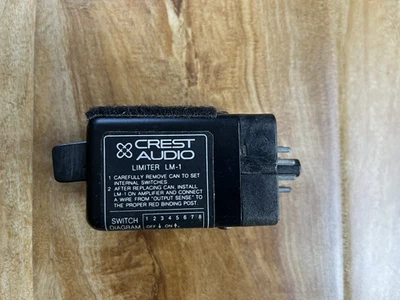 CREST
AUDIO
LIMITER LM-1
1 CAREFULLY REMOVE CAN TO SET
INTERNAL SWITCHES
2 AFTER REPLACING CAN, INSTALL
LM-1 ON AMPLIFIER AND CONNECT
A WIRE FROM "OUTPUT SENSE" TO
THE PROPER RED BINDING POST.
SWITCH 1 2 3 4 5 6 7 8
DIAGRAM OFF ↓ ON ↑